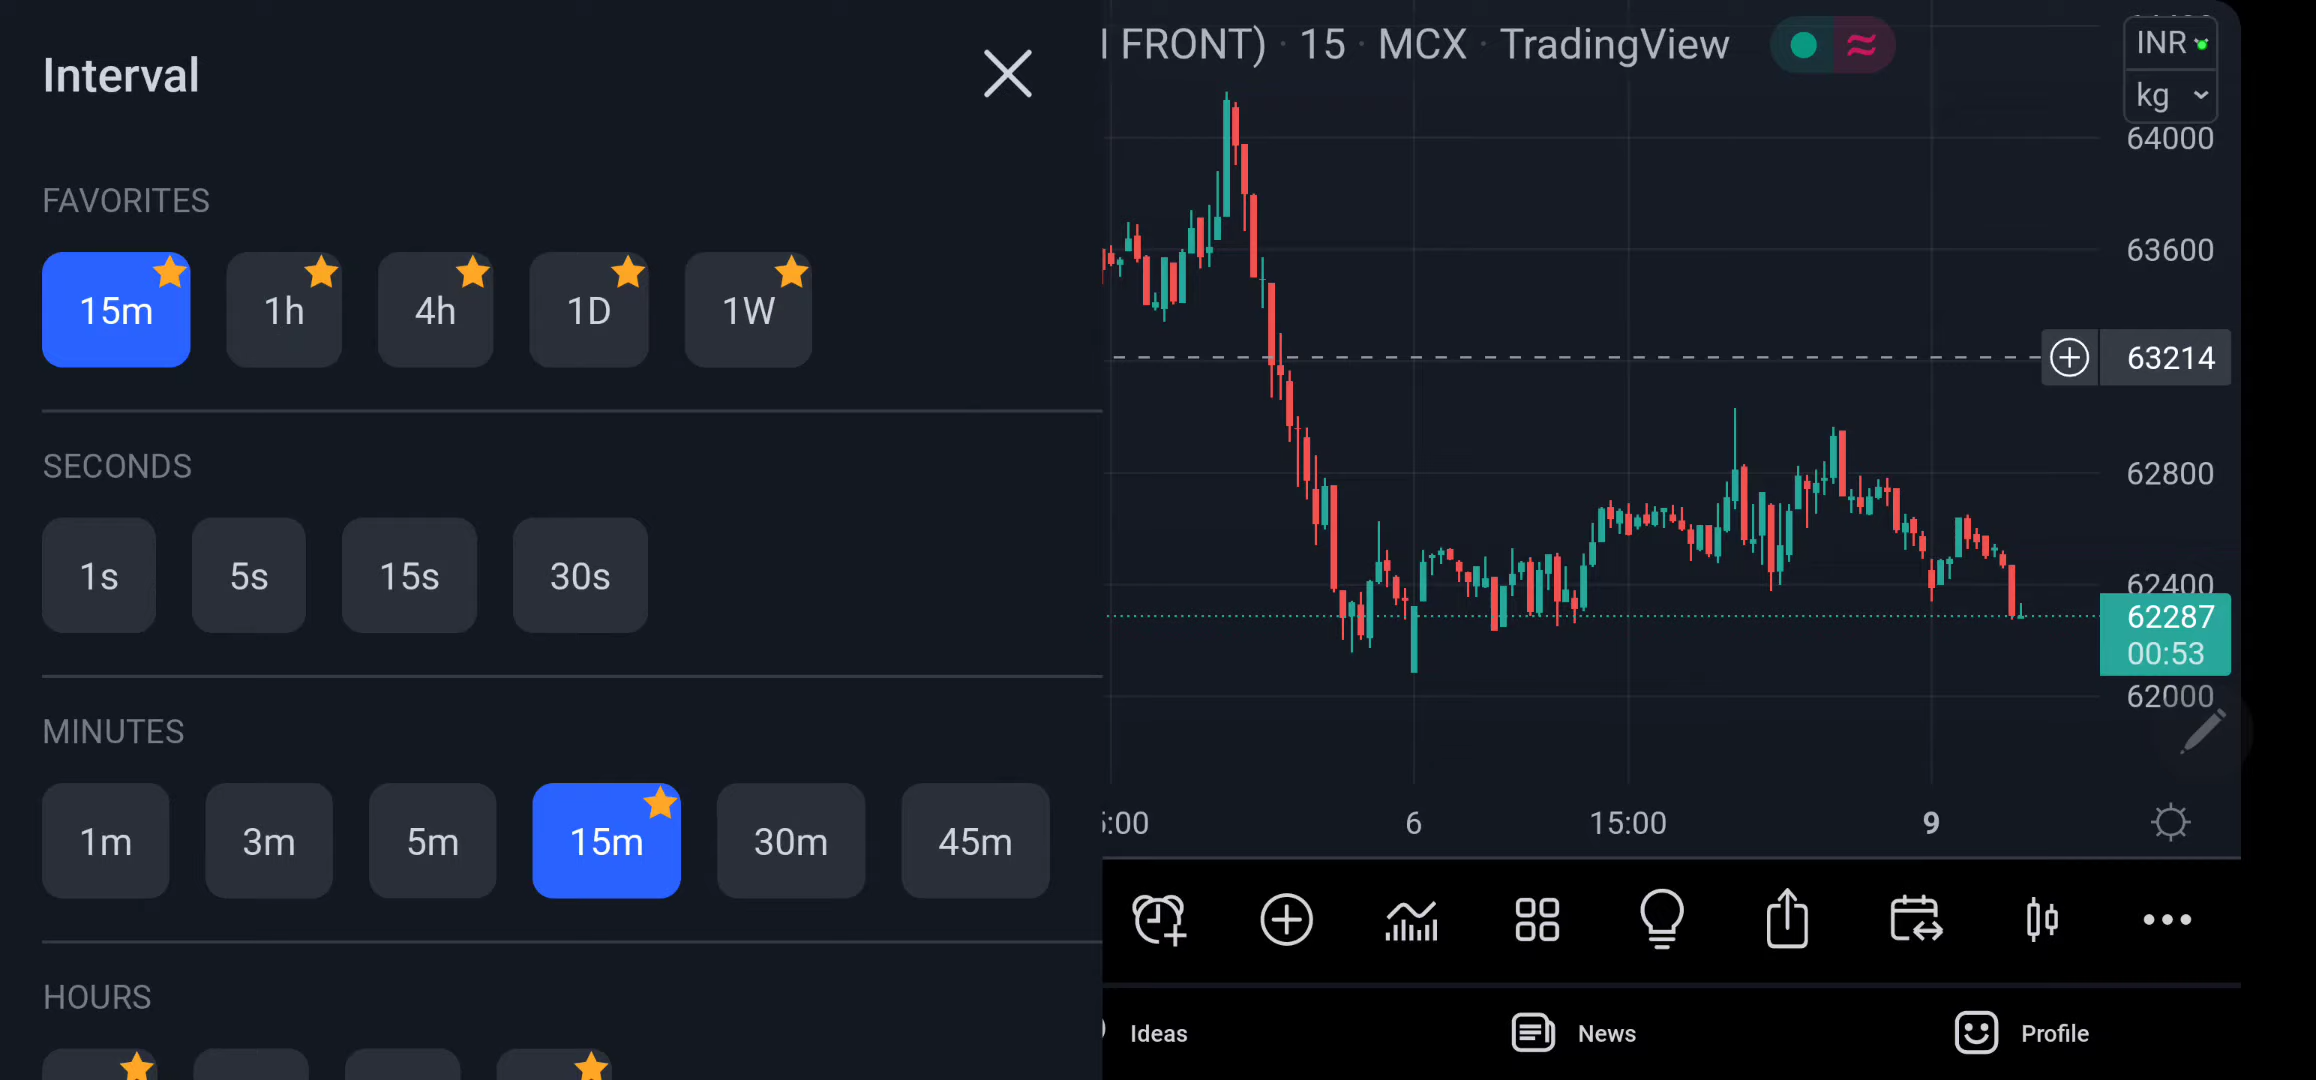 Interval
FAVORITES
15m 1h 4h 1D 1W
SECONDS
1s 5s 15s 30s
MINUTES
1m 3m 5m 15m 30m 45m
HOURS
FRONT) · 15 · MCX · TradingView
INR
kg
64000
63600
63214
62800
62400
62287
00:53
62000
:00 6 15:00 9
Ideas News Profile